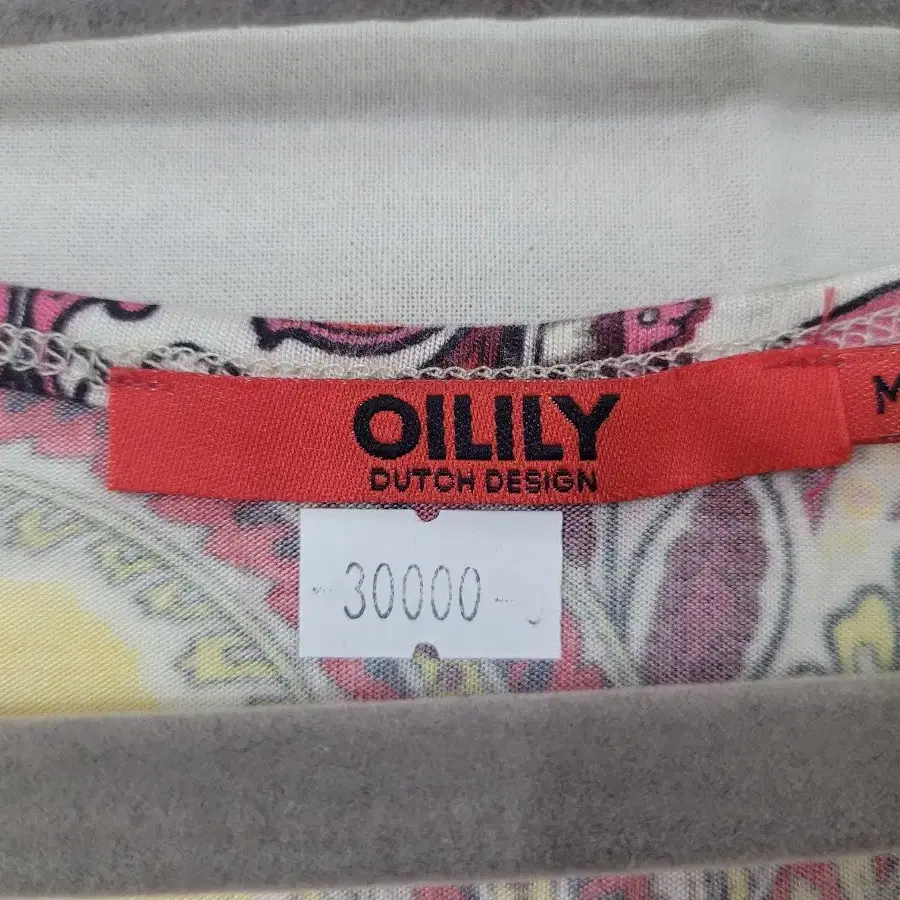 OILILY
DUTCH DESIGN
M
30000-